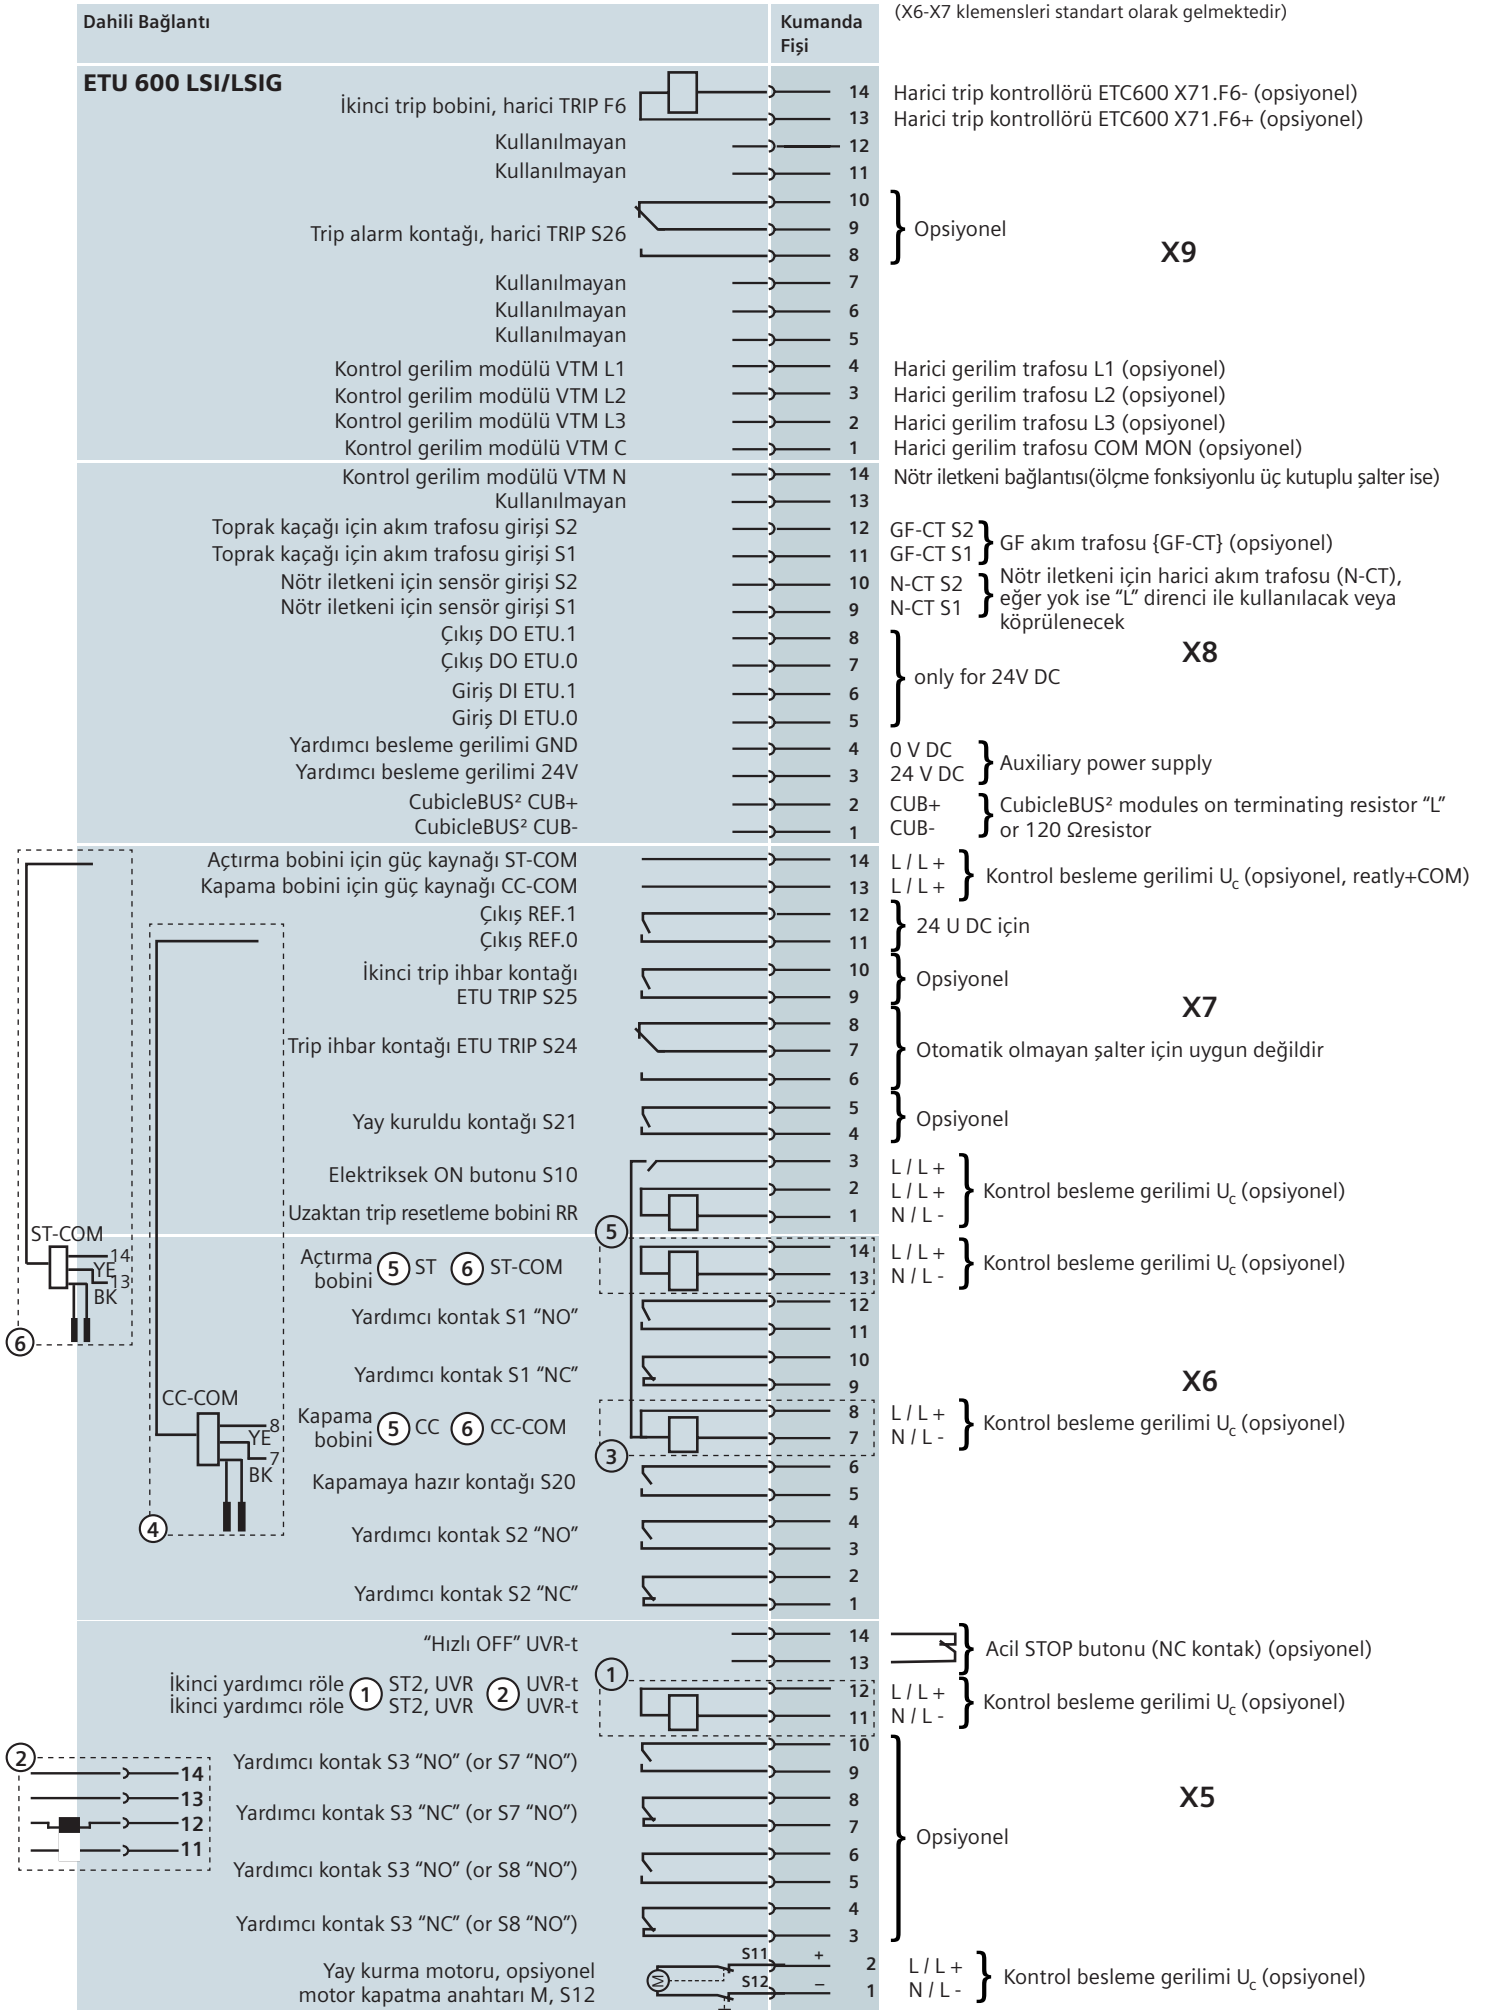 Dahili Bağlantı
Kumanda
Fişi
(X6-X7 klemensleri standart olarak gelmektedir)
ETU 600 LSI/LSIG
İkinci trip bobini, harici TRIP F6
14 Harici trip kontrollörü ETC600 X71.F6- (opsiyonel)
13 Harici trip kontrollörü ETC600 X71.F6+ (opsiyonel)
Kullanılmayan 12
Kullanılmayan 11
10
Trip alarm kontağı, harici TRIP S26 9 Opsiyonel
8
X9
Kullanılmayan 7
Kullanılmayan 6
Kullanılmayan 5
Kontrol gerilim modülü VTM L1 4 Harici gerilim trafosu L1 (opsiyonel)
Kontrol gerilim modülü VTM L2 3 Harici gerilim trafosu L2 (opsiyonel)
Kontrol gerilim modülü VTM L3 2 Harici gerilim trafosu L3 (opsiyonel)
Kontrol gerilim modülü VTM C 1 Harici gerilim trafosu COM MON (opsiyonel)
Kontrol gerilim modülü VTM N 14 Nötr iletkeni bağlantısı(ölçme fonksiyonlu üç kutuplu şalter ise)
Kullanılmayan 13
Toprak kaçağı için akım trafosu girişi S2 12 GF-CT S2
Toprak kaçağı için akım trafosu girişi S1 11 GF-CT S1
GF akım trafosu {GF-CT} (opsiyonel)
Nötr iletkeni için sensör girişi S2 10 N-CT S2
Nötr iletkeni için sensör girişi S1 9 N-CT S1
Nötr iletkeni için harici akım trafosu (N-CT),
eğer yok ise “L” direnci ile kullanılacak veya
köprülenecek
Çıkış DO ETU.1 8
Çıkış DO ETU.0 7
Giriş DI ETU.1 6
Giriş DI ETU.0 5
only for 24V DC
X8
Yardımcı besleme gerilimi GND 4 0 V DC
Yardımcı besleme gerilimi 24V 3 24 V DC
Auxiliary power supply
CubicleBUS² CUB+ 2 CUB+
CubicleBUS² CUB- 1 CUB-
CubicleBUS² modules on terminating resistor “L”
or 120 Ωresistor
Açtırma bobini için güç kaynağı ST-COM 14 L / L +
Kapama bobini için güç kaynağı CC-COM 13 L / L +
Kontrol besleme gerilimi Uc (opsiyonel, reatly+COM)
Çıkış REF.1 12
Çıkış REF.0 11
24 U DC için
İkinci trip ihbar kontağı 10
ETU TRIP S25 9
Opsiyonel
X7
8
Trip ihbar kontağı ETU TRIP S24 7 Otomatik olmayan şalter için uygun değildir
6
Yay kuruldu kontağı S21
5
4
Opsiyonel
Elektriksek ON butonu S10 3 L / L +
2 L / L +
Uzaktan trip resetleme bobini RR 1 N / L -
Kontrol besleme gerilimi Uc (opsiyonel)
5
ST-COM
14
YE
13
BK
6
Açtırma
bobini
5 ST 6 ST-COM
14 L / L +
13 N / L -
Kontrol besleme gerilimi Uc (opsiyonel)
Yardımcı kontak S1 “NO”
12
11
Yardımcı kontak S1 “NC”
10
9
X6
CC-COM
8
YE
7
BK
4
Kapama
bobini
5 CC 6 CC-COM
8 L / L +
7 N / L -
Kontrol besleme gerilimi Uc (opsiyonel)
3
Kapamaya hazır kontağı S20
6
5
Yardımcı kontak S2 “NO”
4
3
Yardımcı kontak S2 “NC”
2
1
“Hızlı OFF” UVR-t
14
13
Acil STOP butonu (NC kontak) (opsiyonel)
1
İkinci yardımcı röle 1 ST2, UVR 2 UVR-t
İkinci yardımcı röle ST2, UVR UVR-t
12 L / L +
11 N / L -
Kontrol besleme gerilimi Uc (opsiyonel)
2
14
13
12
11
Yardımcı kontak S3 “NO” (or S7 “NO”)
10
9
X5
Yardımcı kontak S3 “NC” (or S7 “NO”)
8
7
Opsiyonel
Yardımcı kontak S3 “NO” (or S8 “NO”)
6
5
Yardımcı kontak S3 “NC” (or S8 “NO”)
4
3
Yay kurma motoru, opsiyonel
motor kapatma anahtarı M, S12
M
S11 + 2 L / L +
S12 – 1 N / L -
Kontrol besleme gerilimi Uc (opsiyonel)